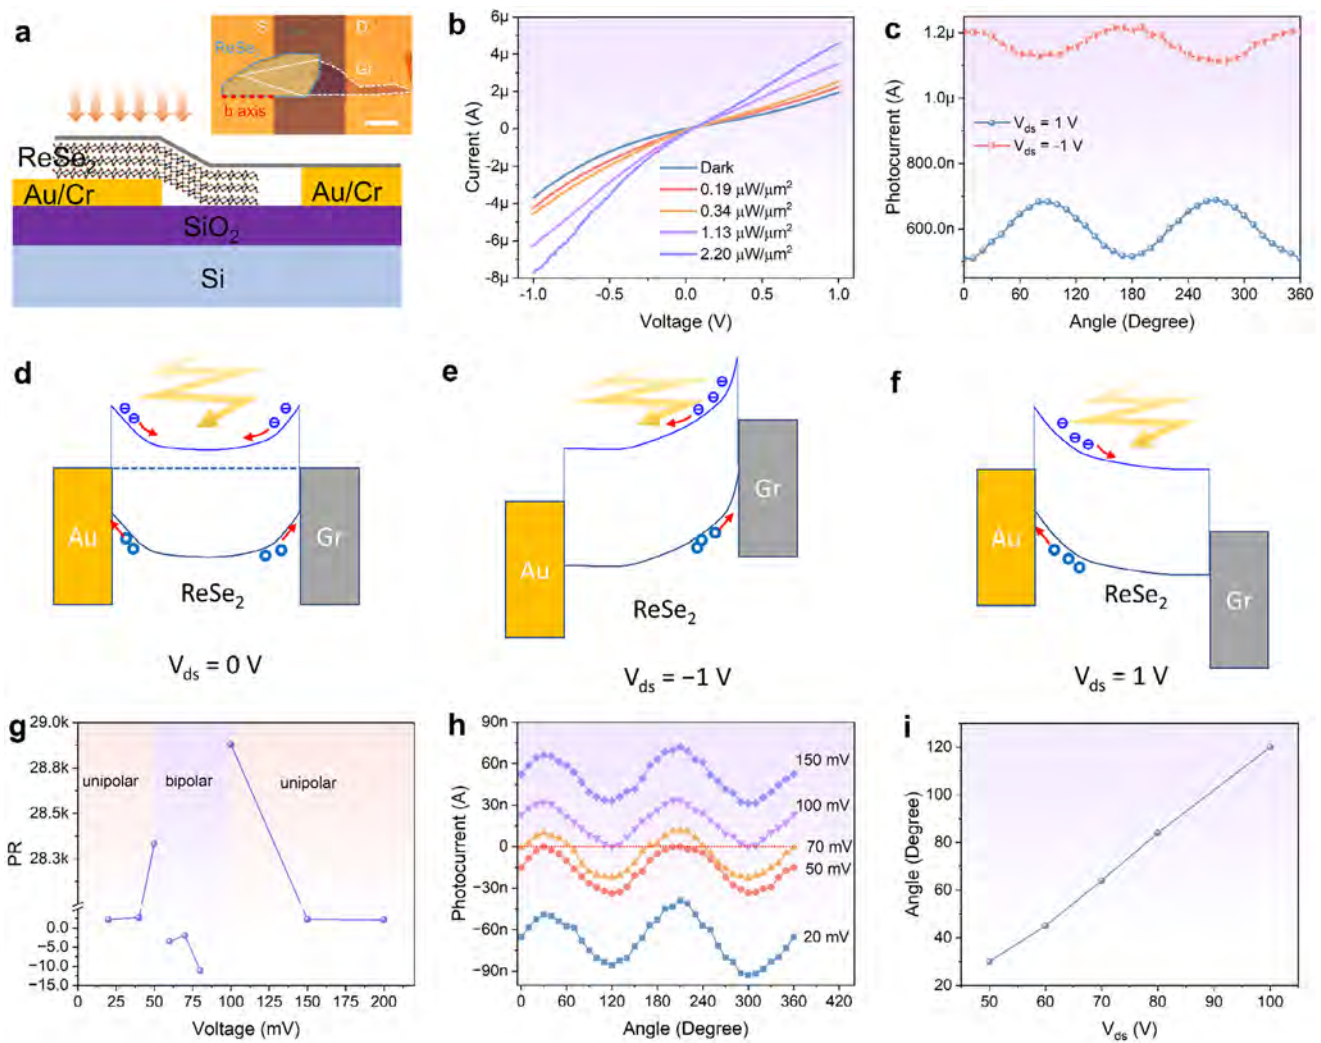 a
S
D
ReSe₂
Gr
b axis
ReSe₂
Au/Cr
Au/Cr
SiO₂
Si
b
6μ
4μ
2μ
0
-2μ
-4μ
-6μ
-8μ
Current (A)
Dark
0.19 μW/μm²
0.34 μW/μm²
1.13 μW/μm²
2.20 μW/μm²
-1.0
-0.5
0.0
0.5
1.0
Voltage (V)
c
1.2μ
1.0μ
800.0n
600.0n
Photocurrent (A)
V_ds = 1 V
V_ds = -1 V
0
60
120
180
240
300
360
Angle (Degree)
d
Au
Gr
ReSe₂
V_ds = 0 V
e
Au
Gr
ReSe₂
V_ds = −1 V
f
Au
Gr
ReSe₂
V_ds = 1 V
g
29.0k
28.8k
28.5k
28.3k
0.0
-5.0
-10.0
-15.0
PR
unipolar
bipolar
unipolar
0
25
50
75
100
125
150
175
200
Voltage (mV)
h
90n
60n
30n
0
-30n
-60n
-90n
Photocurrent (A)
150 mV
100 mV
70 mV
50 mV
20 mV
0
60
120
180
240
300
360
420
Angle (Degree)
i
120
100
80
60
40
20
Angle (Degree)
50
60
70
80
90
100
V_ds (V)